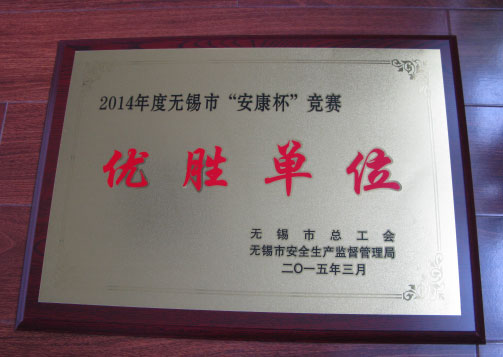 2014年度无锡市“安康杯”竞赛
优胜单位
无锡市总工会
无锡市安全生产监督管理局
二〇一五年三月